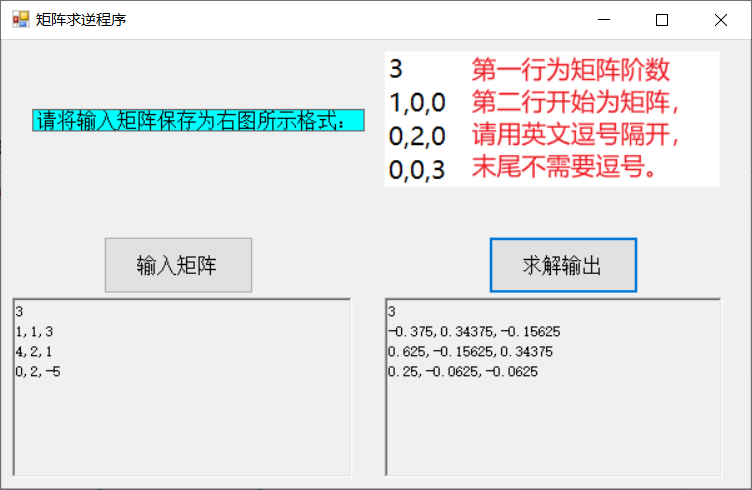 矩阵求逆程序
请将输入矩阵保存为右图所示格式：
3 第一行为矩阵阶数
1,0,0 第二行开始为矩阵，
0,2,0 请用英文逗号隔开，
0,0,3 末尾不需要逗号。
输入矩阵
求解输出
3
1,1,3
4,2,1
0,2,-5
3
-0.375,0.34375,-0.15625
0.625,-0.15625,0.34375
0.25,-0.0625,-0.0625